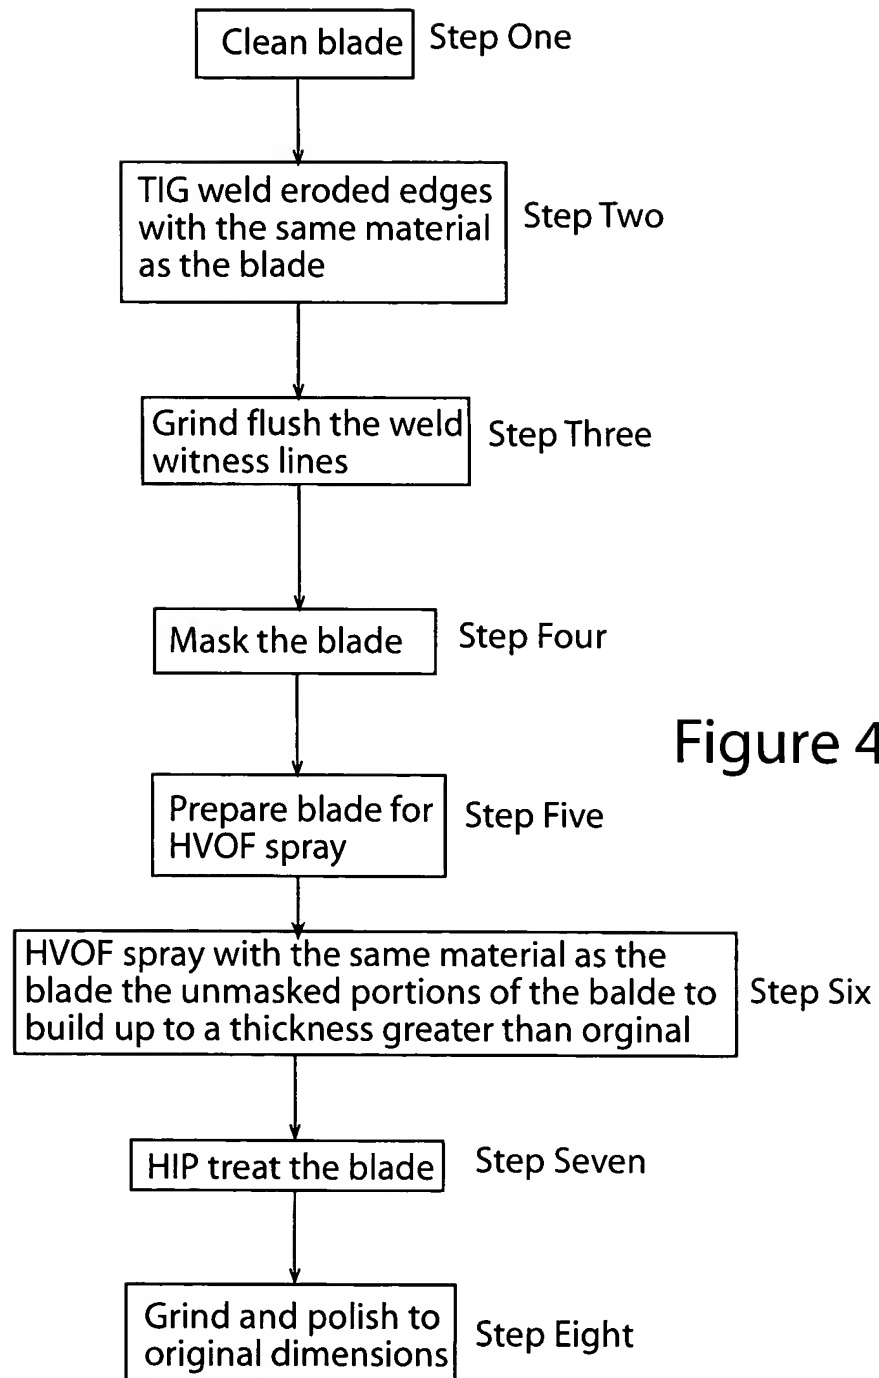 Clean blade
Step One
TIG weld eroded edges
with the same material
as the blade
Step Two
Grind flush the weld
witness lines
Step Three
Mask the blade
Step Four
Figure 4
Prepare blade for
HVOF spray
Step Five
HVOF spray with the same material as the
blade the unmasked portions of the balde to
build up to a thickness greater than orginal
Step Six
HIP treat the blade
Step Seven
Grind and polish to
original dimensions
Step Eight